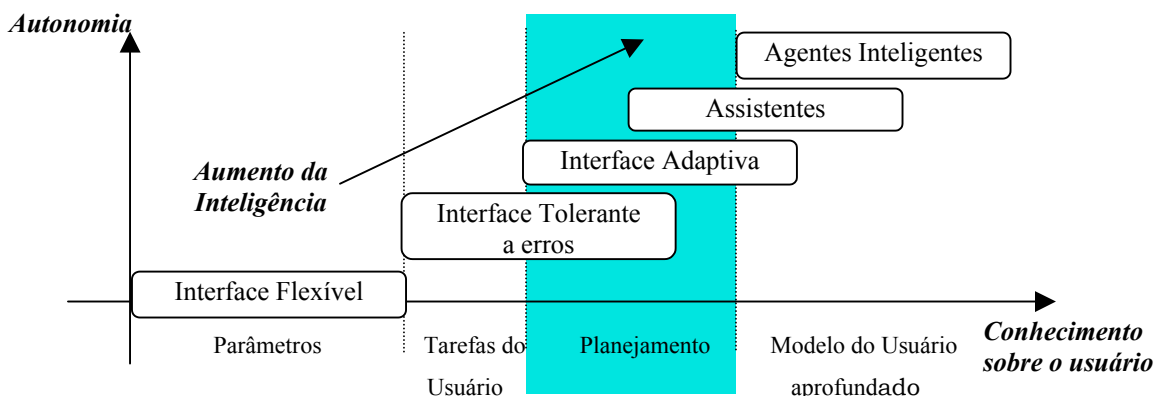 Autonomia
Agentes Inteligentes
Assistentes
Interface Adaptiva
Aumento da
Inteligência
Interface Tolerante
a erros
Interface Flexível
Parâmetros
Tarefas do
Usuário
Planejamento
Modelo do Usuário
aprofundado
Conhecimento
sobre o usuário